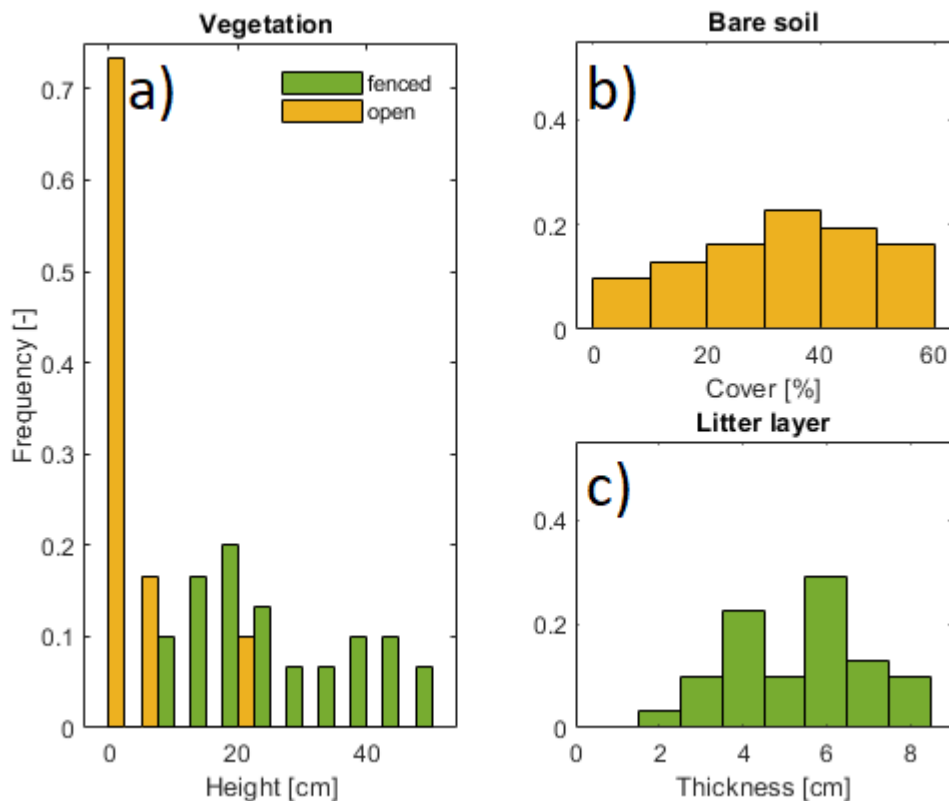 Vegetation
a)
fenced
open
0.7
0.6
0.5
0.4
0.3
0.2
0.1
0
Frequency [-]
0 20 40
Height [cm]
Bare soil
b)
0.4
0.2
0
0 20 40 60
Cover [%]
Litter layer
c)
0.4
0.2
0
0 2 4 6 8
Thickness [cm]